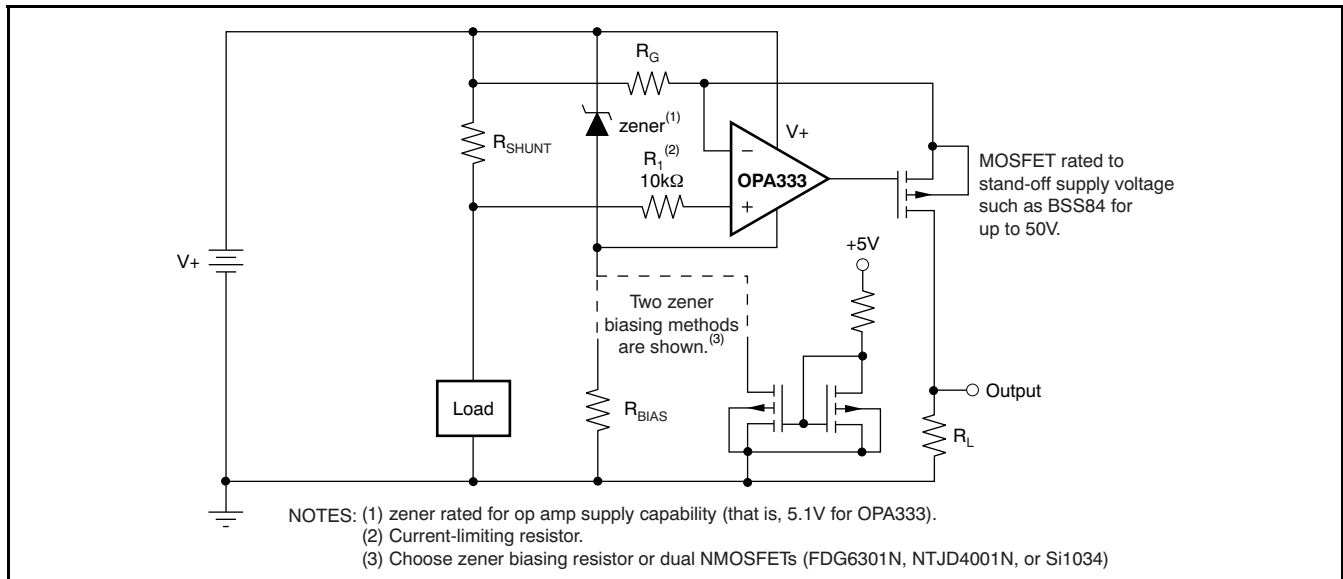 R_G
zener(1)
V+
R_SHUNT
R_1(2)
10kΩ
−
OPA333
+
MOSFET rated to
stand-off supply voltage
such as BSS84 for
up to 50V.
+5V
V+
Two zener
biasing methods
are shown.(3)
Output
Load
R_BIAS
R_L
NOTES: (1) zener rated for op amp supply capability (that is, 5.1V for OPA333).
(2) Current-limiting resistor.
(3) Choose zener biasing resistor or dual NMOSFETs (FDG6301N, NTJD4001N, or Si1034)